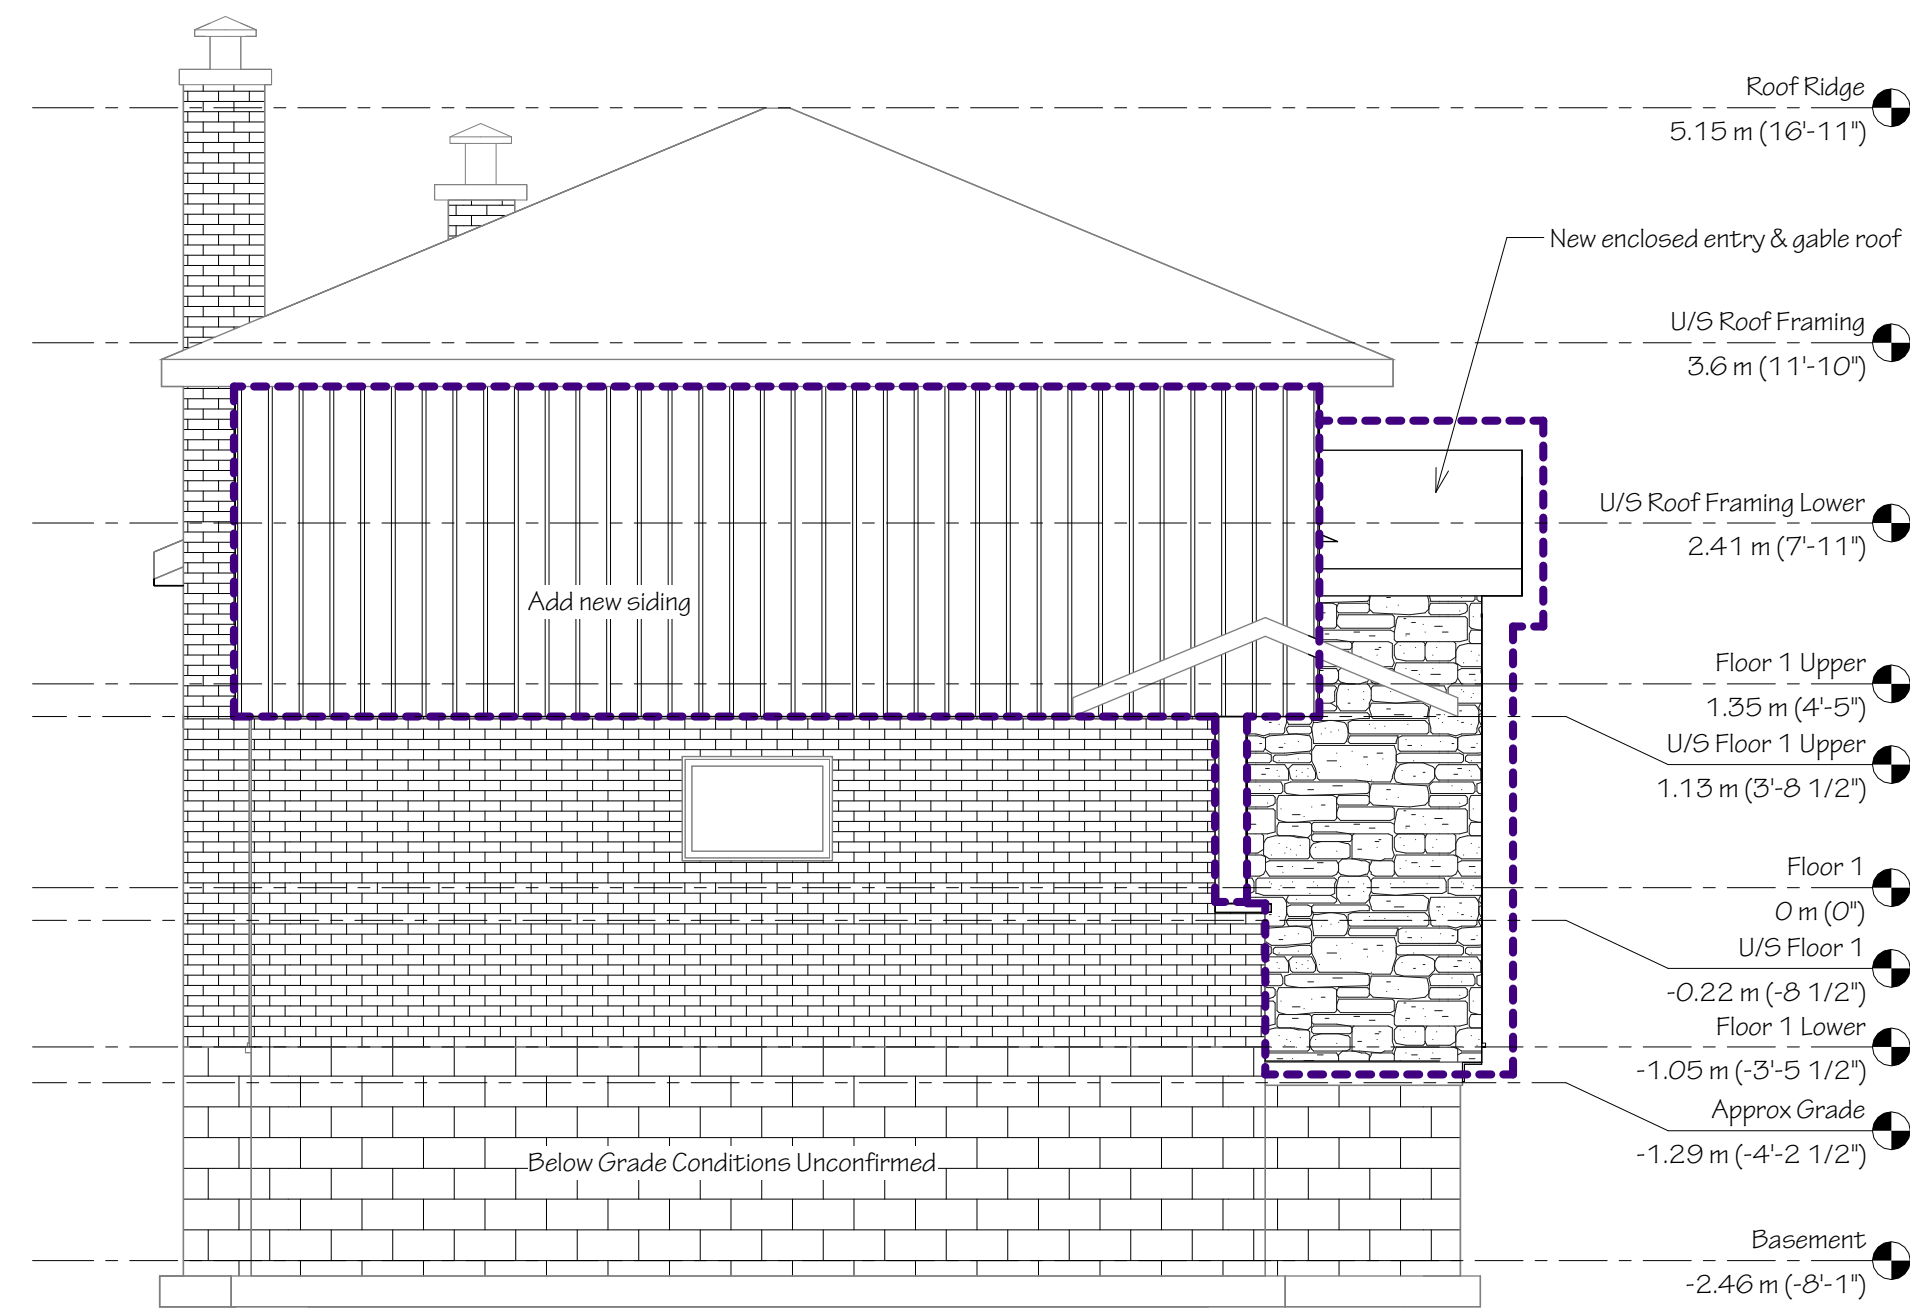 Roof Ridge
5.15 m (16'-11")
New enclosed entry & gable roof
U/S Roof Framing
3.6 m (11'-10")
U/S Roof Framing Lower
2.41 m (7'-11")
Add new siding
Floor 1 Upper
1.35 m (4'-5")
U/S Floor 1 Upper
1.13 m (3'-8 1/2")
Floor 1
0 m (0")
U/S Floor 1
-0.22 m (-8 1/2")
Floor 1 Lower
-1.05 m (-3'-5 1/2")
Approx Grade
-1.29 m (-4'-2 1/2")
Below Grade Conditions Unconfirmed
Basement
-2.46 m (-8'-1")